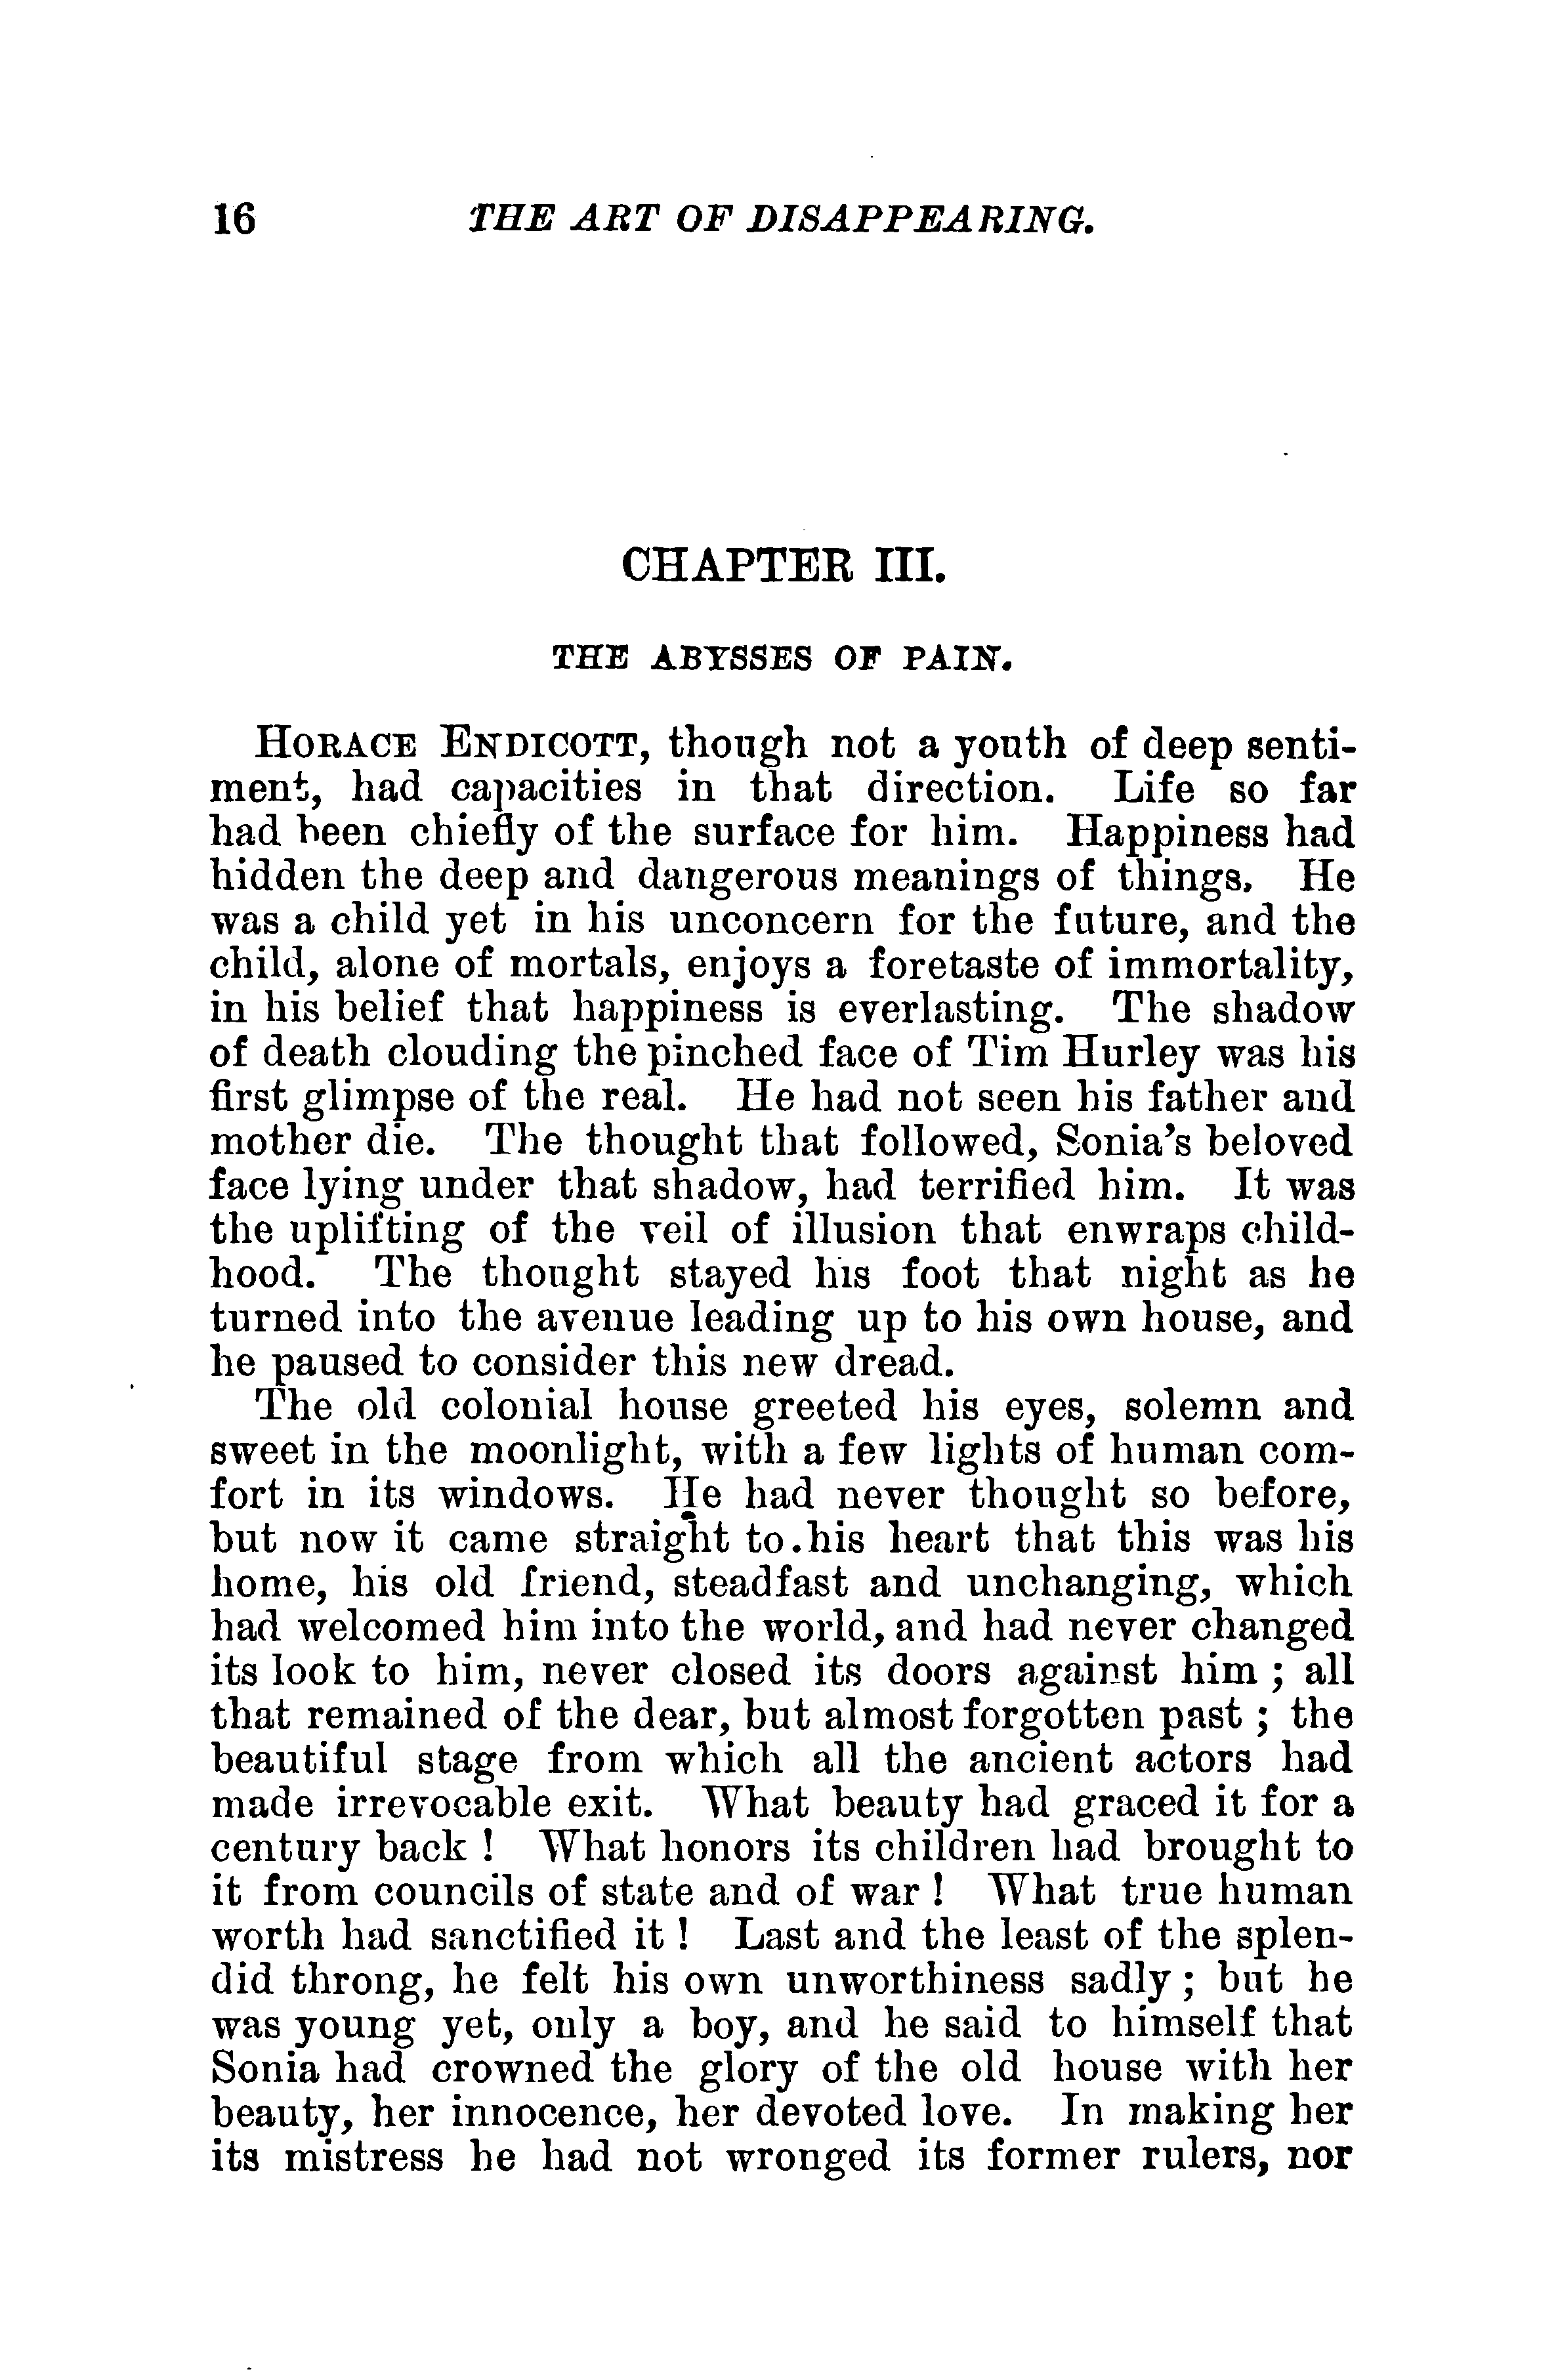 16 THE ART OF DISAPPEARING.
CHAPTER III.
THE ABYSSES OF PAIN.
HORACE ENDICOTT, though not a youth of deep senti-
ment, had capacities in that direction. Life so far
had been chiefly of the surface for him. Happiness had
hidden the deep and dangerous meanings of things. He
was a child yet in his unconcern for the future, and the
child, alone of mortals, enjoys a foretaste of immortality,
in his belief that happiness is everlasting. The shadow
of death clouding the pinched face of Tim Hurley was his
first glimpse of the real. He had not seen his father and
mother die. The thought that followed, Sonia's beloved
face lying under that shadow, had terrified him. It was
the uplifting of the veil of illusion that enwraps child-
hood. The thought stayed his foot that night as he
turned into the avenue leading up to his own house, and
he paused to consider this new dread.
The old colonial house greeted his eyes, solemn and
sweet in the moonlight, with a few lights of human com-
fort in its windows. He had never thought so before,
but now it came straight to his heart that this was his
home, his old friend, steadfast and unchanging, which
had welcomed him into the world, and had never changed
its look to him, never closed its doors against him ; all
that remained of the dear, but almost forgotten past ; the
beautiful stage from which all the ancient actors had
made irrevocable exit. What beauty had graced it for a
century back ! What honors its children had brought to
it from councils of state and of war ! What true human
worth had sanctified it ! Last and the least of the splen-
did throng, he felt his own unworthiness sadly ; but he
was young yet, only a boy, and he said to himself that
Sonia had crowned the glory of the old house with her
beauty, her innocence, her devoted love. In making her
its mistress he had not wronged its former rulers, nor